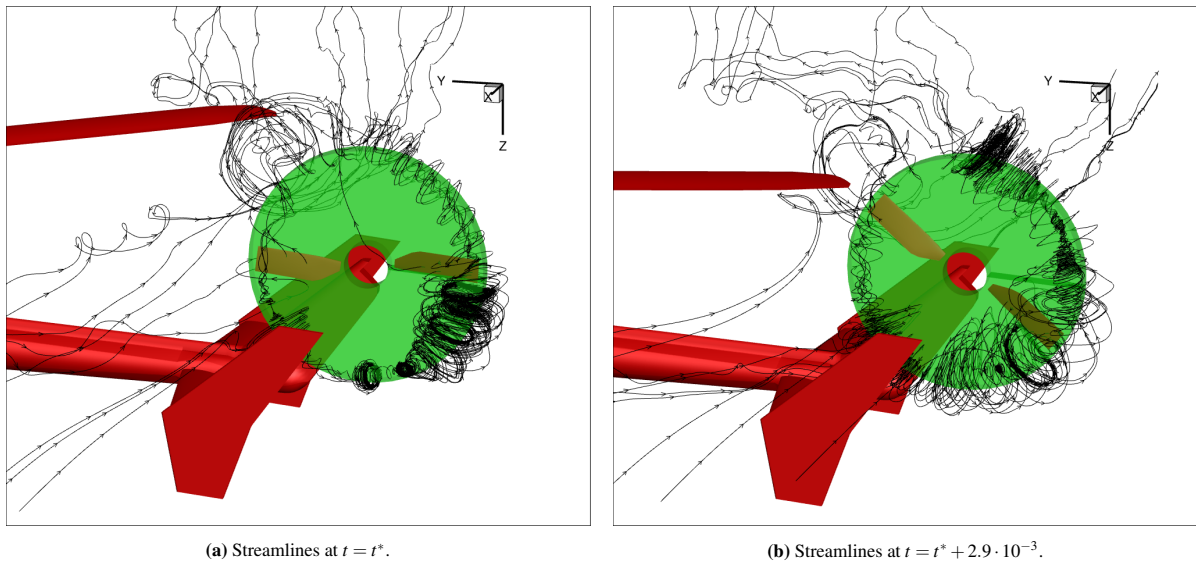 Y
X
Z
Y
X
Z
(a) Streamlines at t = t*.
(b) Streamlines at t = t* + 2.9 · 10⁻³.